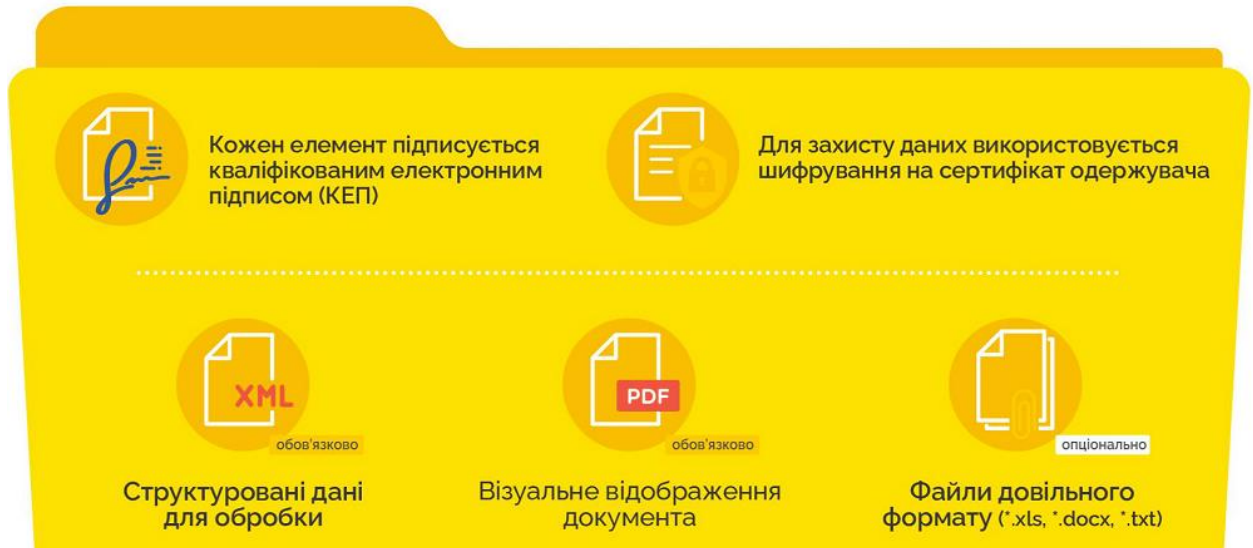 Кожен елемент підписується
кваліфікованим електронним
підписом (КЕП)
Для захисту даних використовується
шифрування на сертифікат одержувача
XML
обов'язково
Структуровані дані
для обробки
PDF
обов'язково
Візуальне відображення
документа
опціонально
Файли довільного
формату (*.xls, *.docx, *.txt)